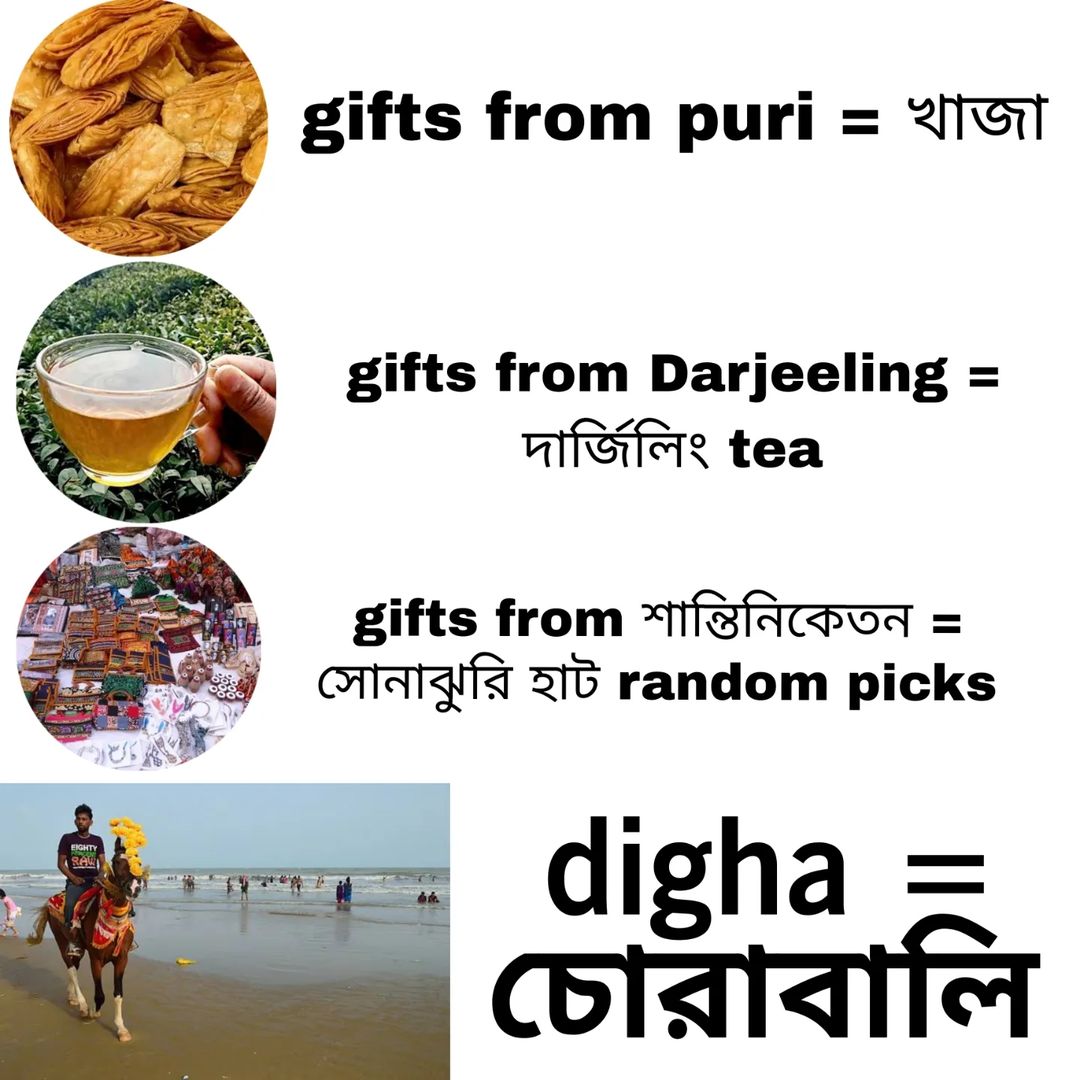 gifts from puri = খাজা
gifts from Darjeeling =
দার্জিলিং tea
gifts from শান্তিনিকেতন =
সোনাঝুরি হাট random picks
EIGHTY
RAW
digha =
চোরাবালি